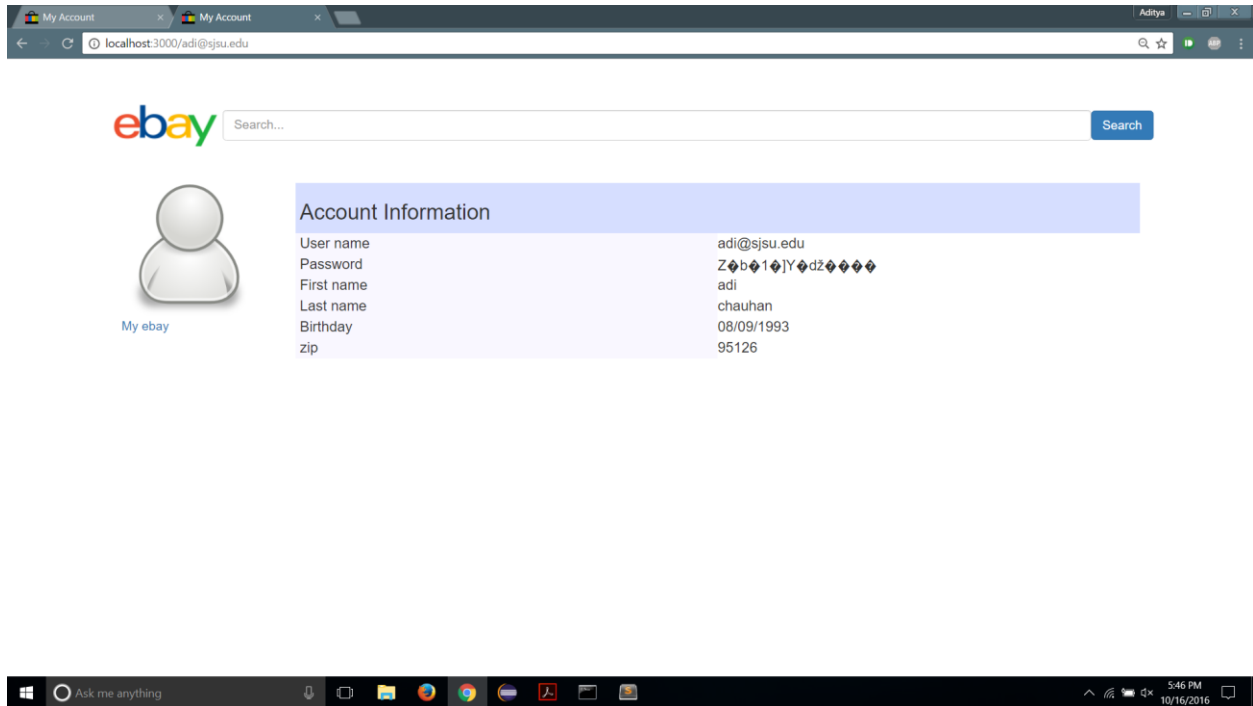 My Account My Account Aditya
localhost:3000/adi@sjsu.edu
ebay Search... Search
Account Information
User name adi@sjsu.edu
Password Z�b�1�]Y�dž����
First name adi
Last name chauhan
My ebay Birthday 08/09/1993
zip 95126
Ask me anything 5:46 PM
10/16/2016